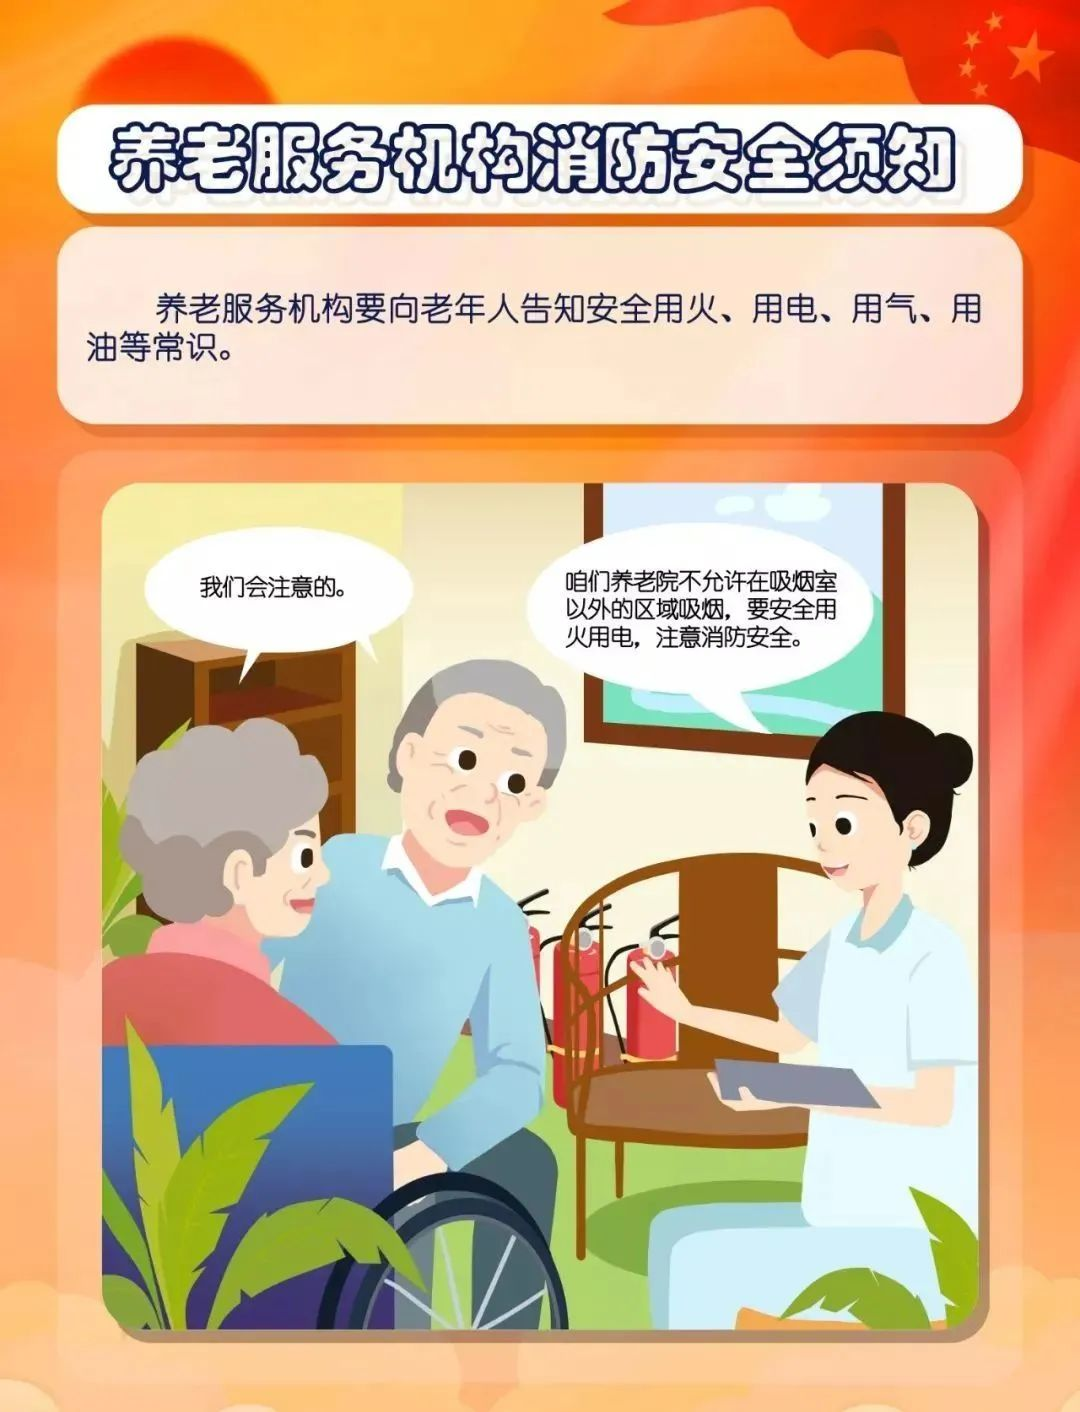 养老服务机构消防安全须知
养老服务机构要向老年人告知安全用火、用电、用气、用
油等常识。
我们会注意的。
咱们养老院不允许在吸烟室
以外的区域吸烟，要安全用
火用电，注意消防安全。